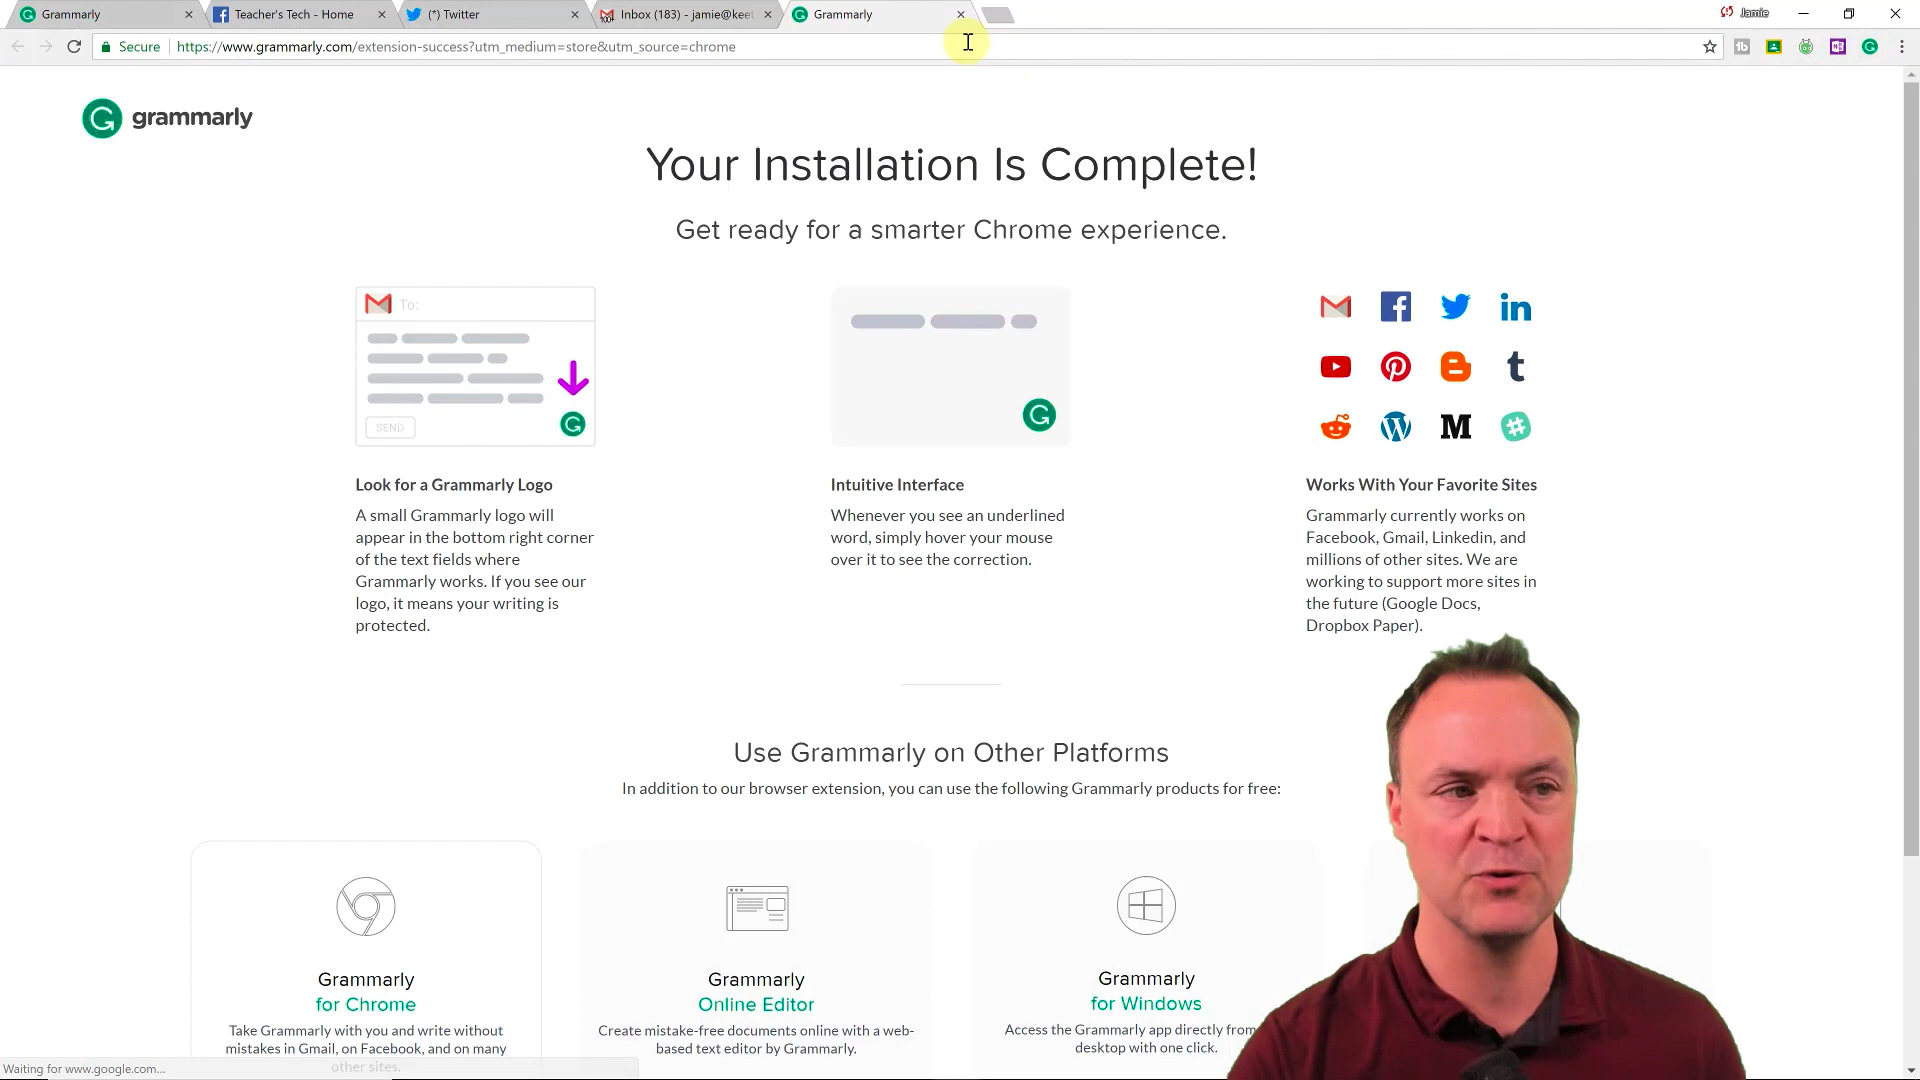 Grammarly
Teacher's Tech - Home
(*) Twitter
Inbox (183) - jamie@kee
Grammarly
Jamie
Secure
https://www.grammarly.com/extension-success?utm_medium=store&utm_source=chrome
grammarly
Your Installation Is Complete!
Get ready for a smarter Chrome experience.
To:
SEND
Look for a Grammarly Logo
A small Grammarly logo will
appear in the bottom right corner
of the text fields where
Grammarly works. If you see our
logo, it means your writing is
protected.
Intuitive Interface
Whenever you see an underlined
word, simply hover your mouse
over it to see the correction.
Works With Your Favorite Sites
Grammarly currently works on
Facebook, Gmail, Linkedin, and
millions of other sites. We are
working to support more sites in
the future (Google Docs,
Dropbox Paper).
Use Grammarly on Other Platforms
In addition to our browser extension, you can use the following Grammarly products for free:
Grammarly
for Chrome
Take Grammarly with you and write without
mistakes in Gmail, on Facebook, and on many
other sites.
Grammarly
Online Editor
Create mistake-free documents online with a web-
based text editor by Grammarly.
Grammarly
for Windows
Access the Grammarly app directly from
desktop with one click.
Waiting for www.google.com...